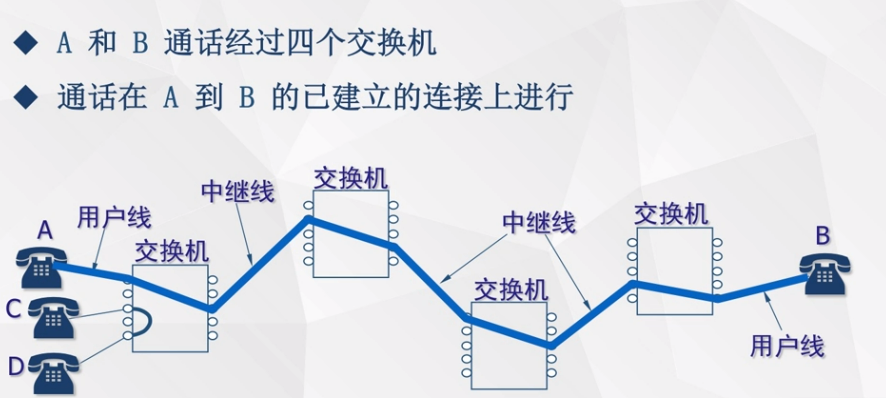 ◆ A 和 B 通话经过四个交换机
◆ 通话在 A 到 B 的已建立的连接上进行
交换机
中继线
A
用户线
交换机
中继线
交换机
B
交换机
C
D
用户线